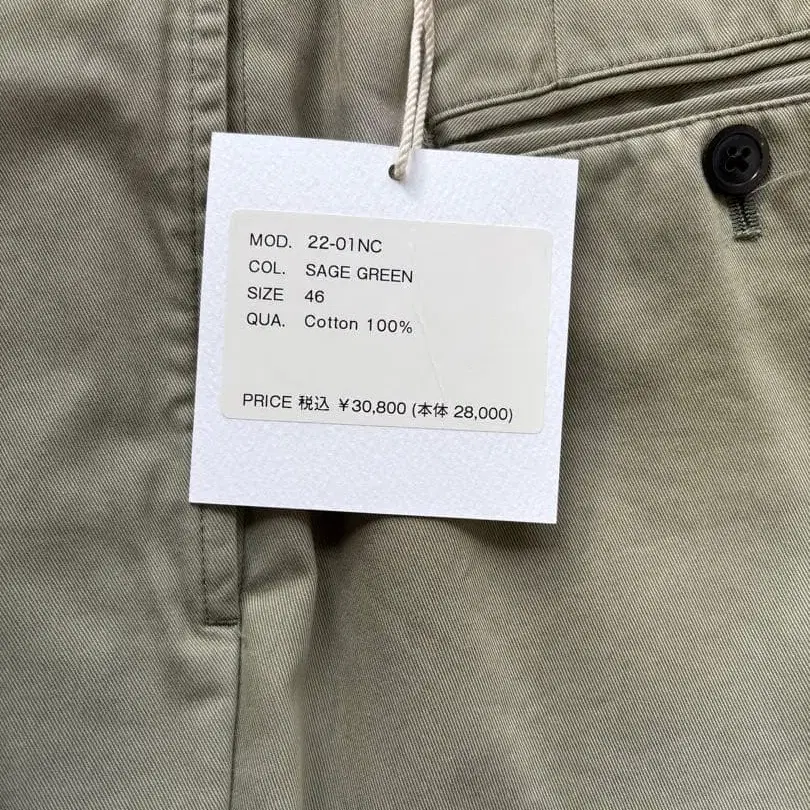 MOD. 22-01NC
COL. SAGE GREEN
SIZE 46
QUA. Cotton 100%
PRICE 税込 ¥30,800 (本体 28,000)